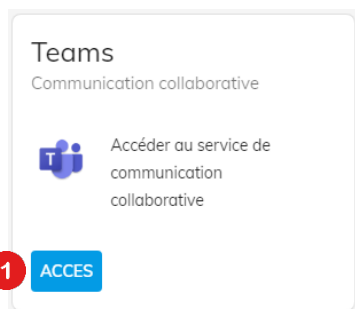 Teams
Communication collaborative
T
Accéder au service de
communication
collaborative
1
ACCES